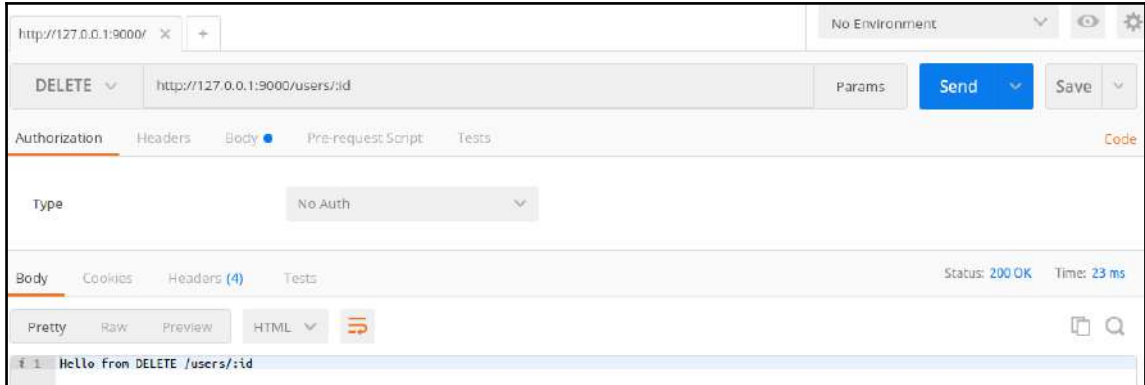 http://127.0.0.1:9000/ × + No Environment
DELETE http://127.0.0.1:9000/users/:id Params Send Save
Authorization Headers Body Pre-request Script Tests Code
Type No Auth
Body Cookies Headers (4) Tests Status: 200 OK Time: 23 ms
Pretty Raw Preview HTML
i 1 Hello from DELETE /users/:id